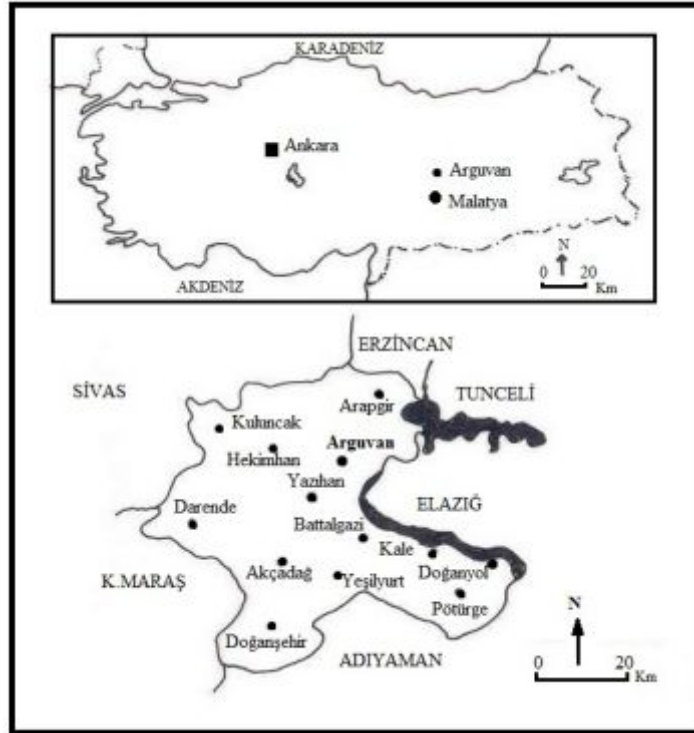 KARADENİZ
Ankara
Arguvan
Malatya
N
0 20
Km
AKDENİZ
ERZİNCAN
SİVAS
TUNCELİ
Arapgir
Kuluncak
Arguvan
Hekimhan
Yazıhan
Darende
ELAZIĞ
Battalgazi
Kale
K.MARAŞ
Akçadağ
Yeşilyurt
Doğanyol
Pötürge
N
Doğanşehir
ADIYAMAN
0 20
Km